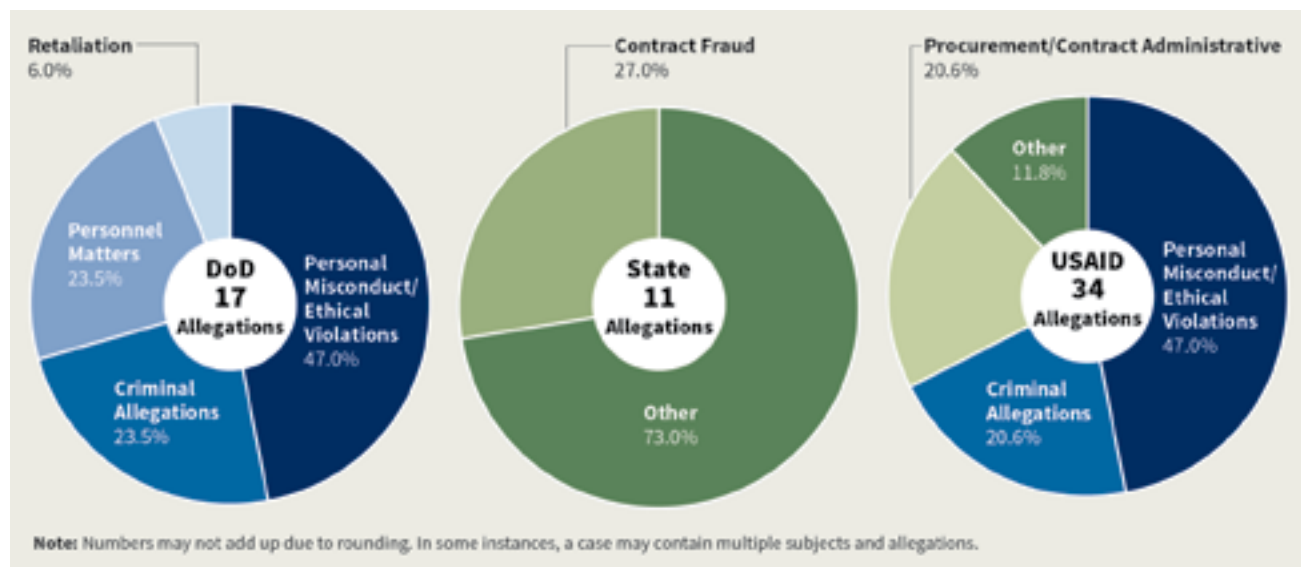 Retaliation
6.0%
Personnel
Matters
23.5%
DoD
17
Allegations
Personal
Misconduct/
Ethical
Violations
47.0%
Criminal
Allegations
23.5%
Contract Fraud
27.0%
State
11
Allegations
Other
73.0%
Procurement/Contract Administrative
20.6%
Other
11.8%
USAID
34
Allegations
Personal
Misconduct/
Ethical
Violations
47.0%
Criminal
Allegations
20.6%
Note: Numbers may not add up due to rounding. In some instances, a case may contain multiple subjects and allegations.